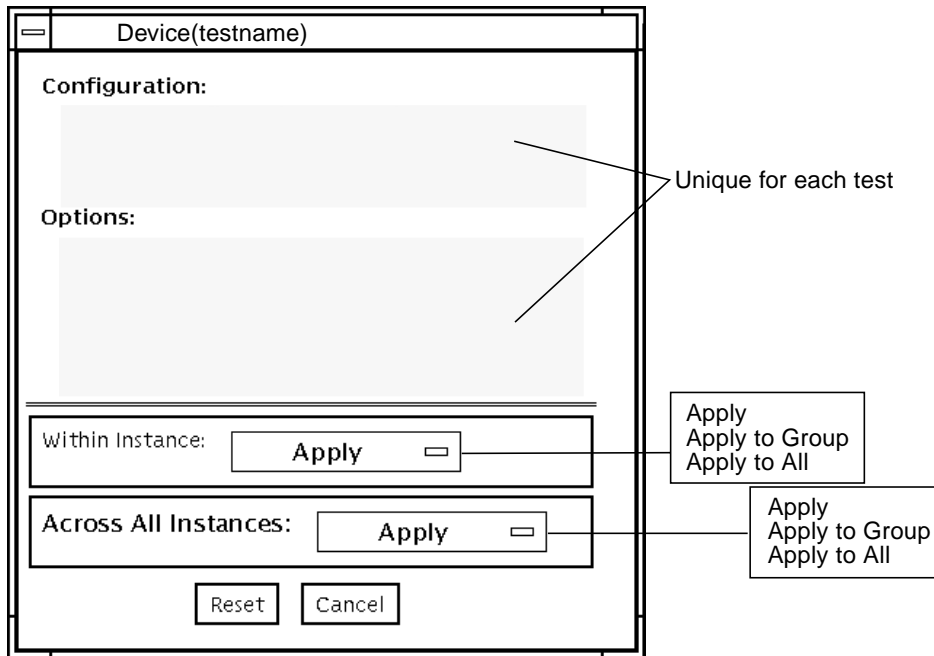 Device(testname)
Configuration:
Unique for each test
Options:
Within Instance:
Apply
Apply
Apply to Group
Apply to All
Across All Instances:
Apply
Apply
Apply to Group
Apply to All
Reset
Cancel